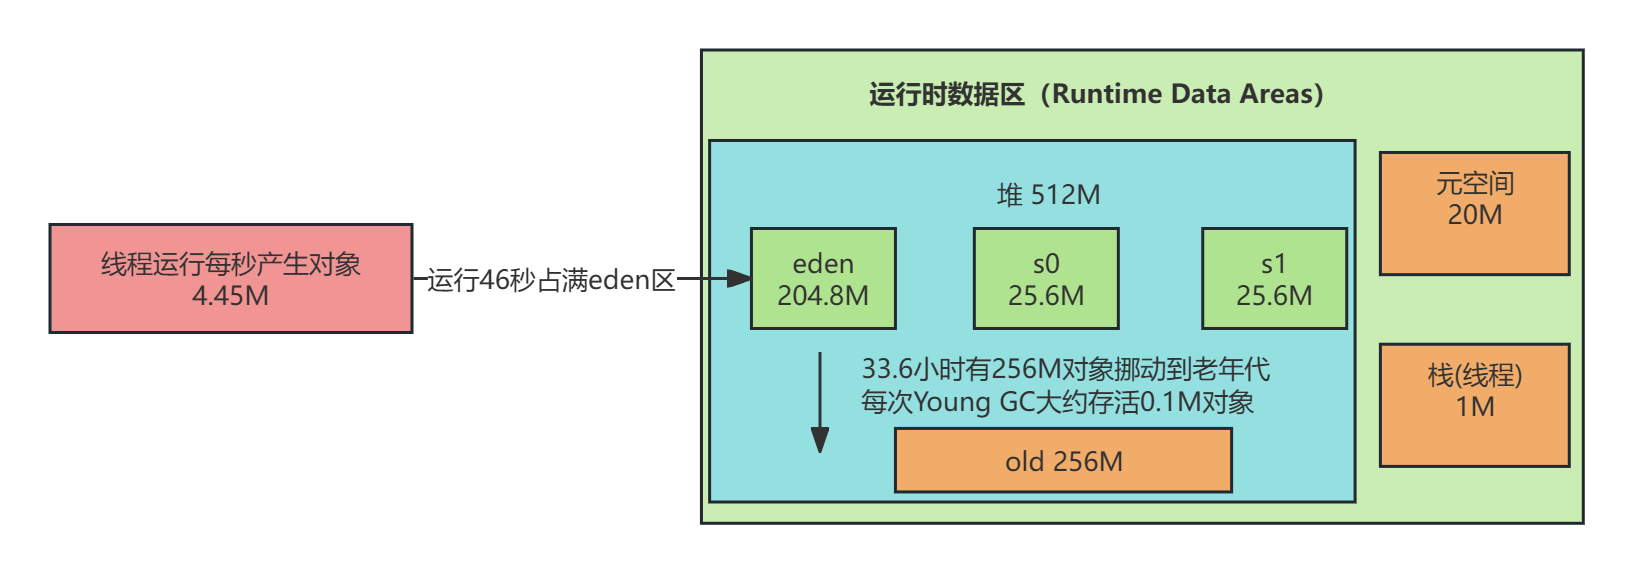 运行时数据区（Runtime Data Areas）
堆 512M
元空间
20M
线程运行每秒产生对象
4.45M
运行46秒占满eden区
eden
204.8M
s0
25.6M
s1
25.6M
33.6小时有256M对象挪动到老年代
每次Young GC大约存活0.1M对象
old 256M
栈(线程)
1M